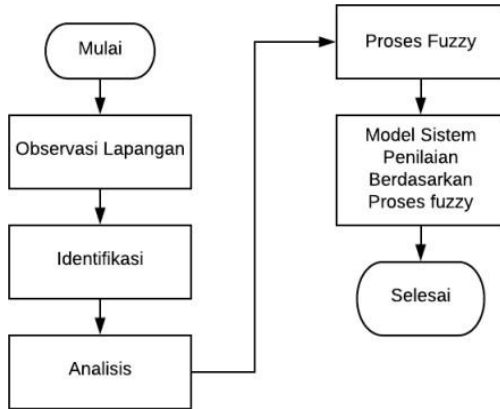 Mulai
Observasi Lapangan
Identifikasi
Analisis
Proses Fuzzy
Model Sistem
Penilaian
Berdasarkan
Proses fuzzy
Selesai